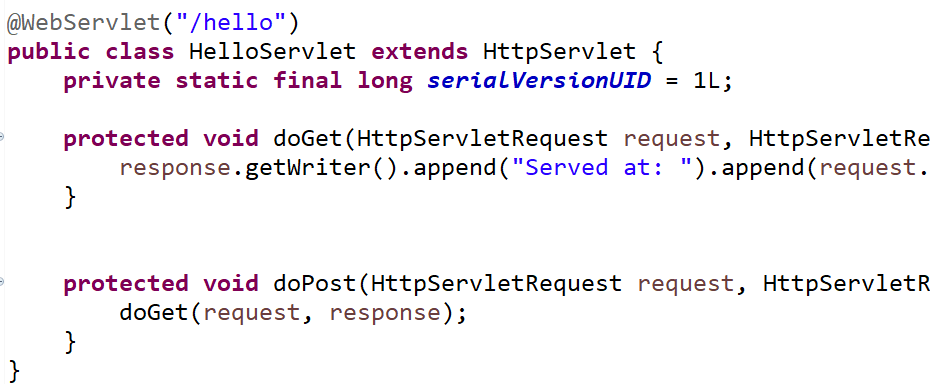 @WebServlet("/hello")
public class HelloServlet extends HttpServlet {
private static final long serialVersionUID = 1L;
protected void doGet(HttpServletRequest request, HttpServletRe
response.getWriter().append("Served at: ").append(request.
}
protected void doPost(HttpServletRequest request, HttpServletR
doGet(request, response);
}
}